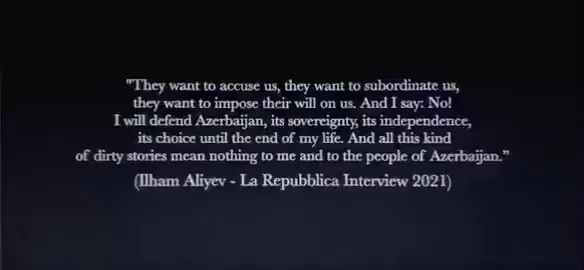 "They want to accuse us, they want to subordinate us,
they want to impose their will on us. And I say: No!
I will defend Azerbaijan, its sovereignty, its independence,
its choice until the end of my life. And all this kind
of dirty stories mean nothing to me and to the people of Azerbaijan."
(Ilham Aliyev - La Repubblica Interview 2021)